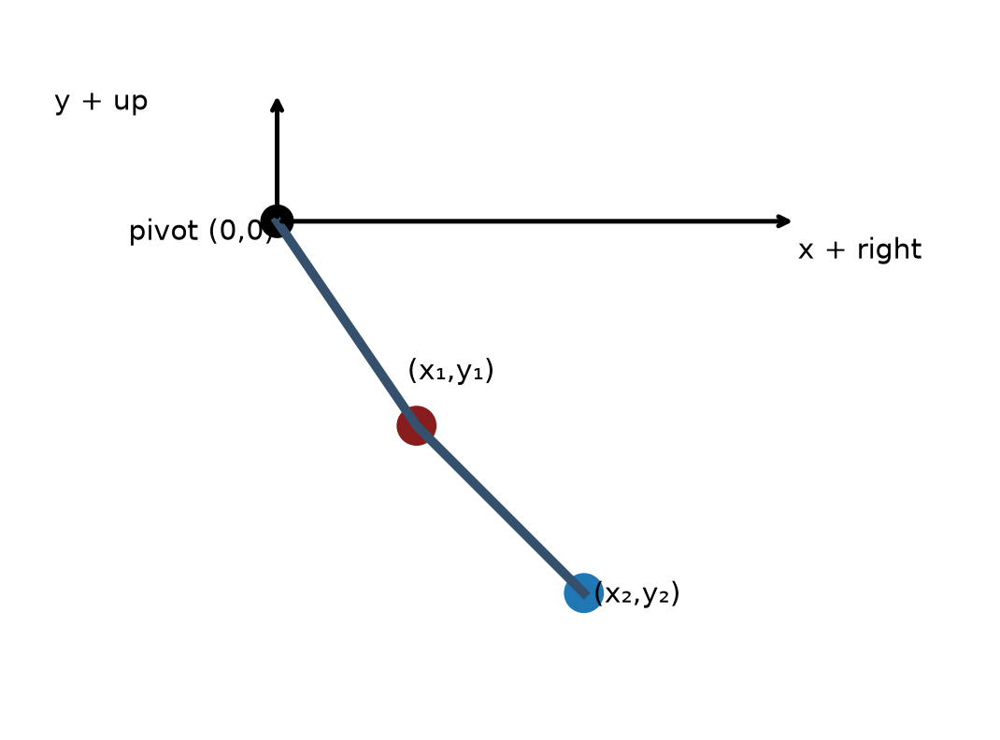 y + up
pivot (0,0)
x + right
(x₁,y₁)
(x₂,y₂)